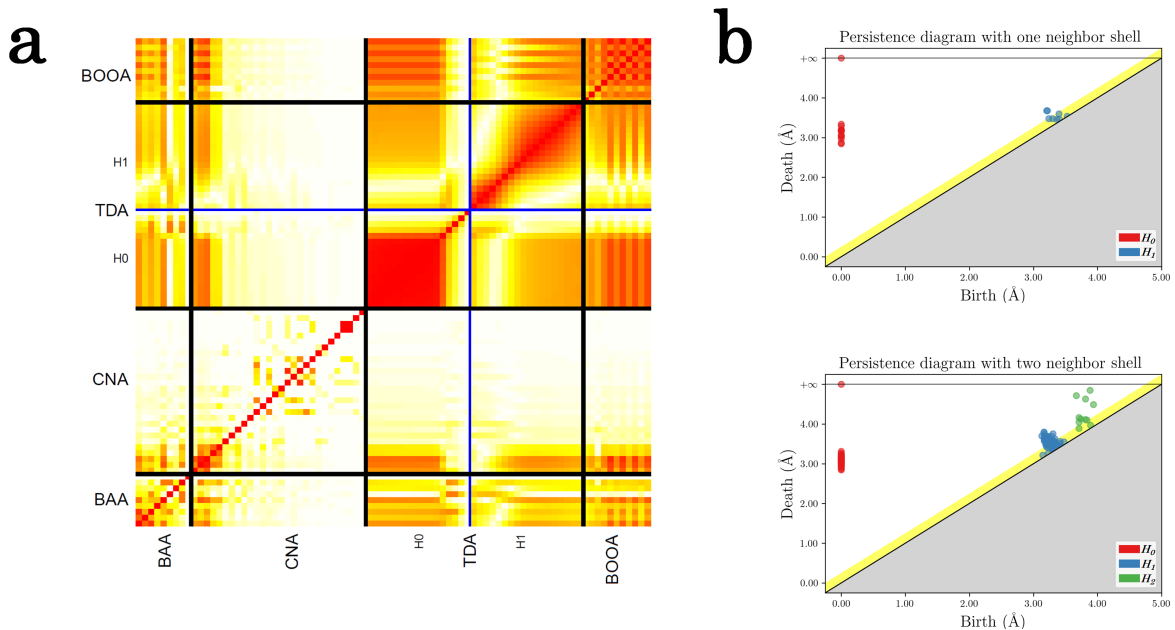 a
BOOA
H1
TDA
H0
CNA
BAA
BAA
CNA
H0
TDA
H1
BOOA
b
Persistence diagram with one neighbor shell
+∞
4.00
3.00
2.00
1.00
0.00
Death (Å)
0.00 1.00 2.00 3.00 4.00 5.00
Birth (Å)
H₀
H₁
Persistence diagram with two neighbor shell
+∞
4.00
3.00
2.00
1.00
0.00
Death (Å)
0.00 1.00 2.00 3.00 4.00 5.00
Birth (Å)
H₀
H₁
H₂